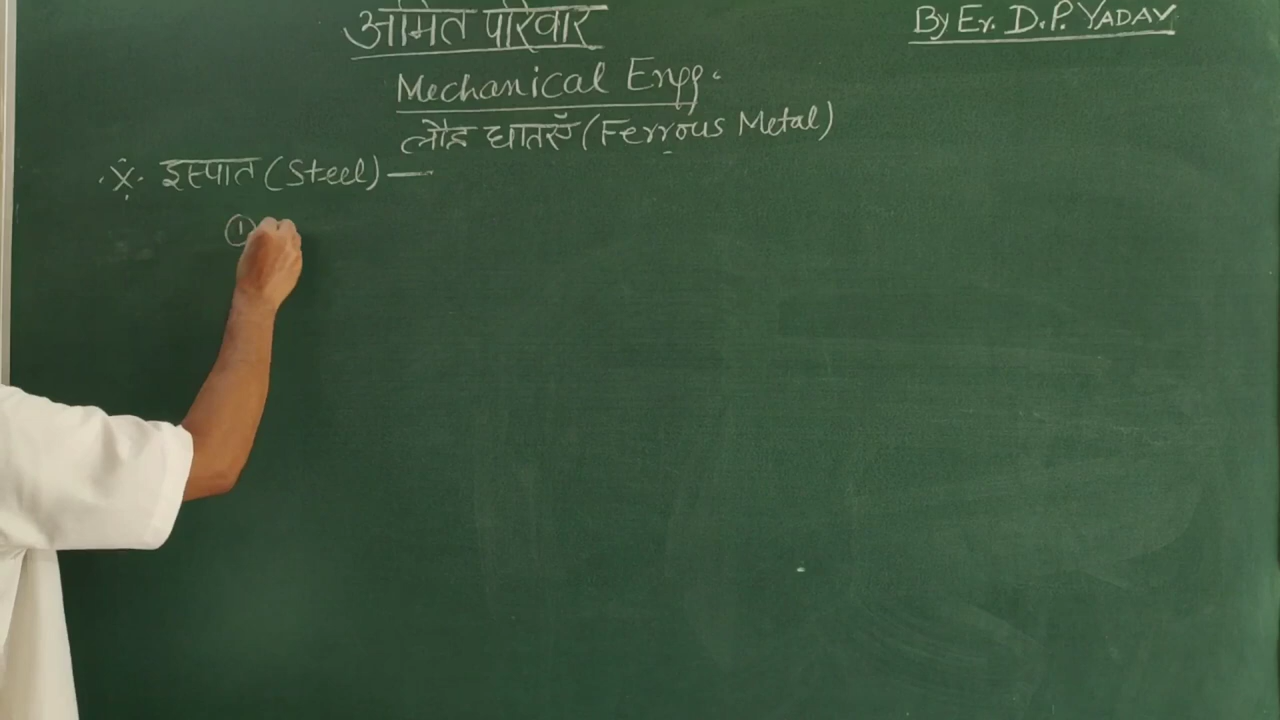 अमित परिवार
By Er. D.P. YADAV
Mechanical Engg.
लौह धातुएँ (Ferrous Metal)
इस्पात (Steel) —
①